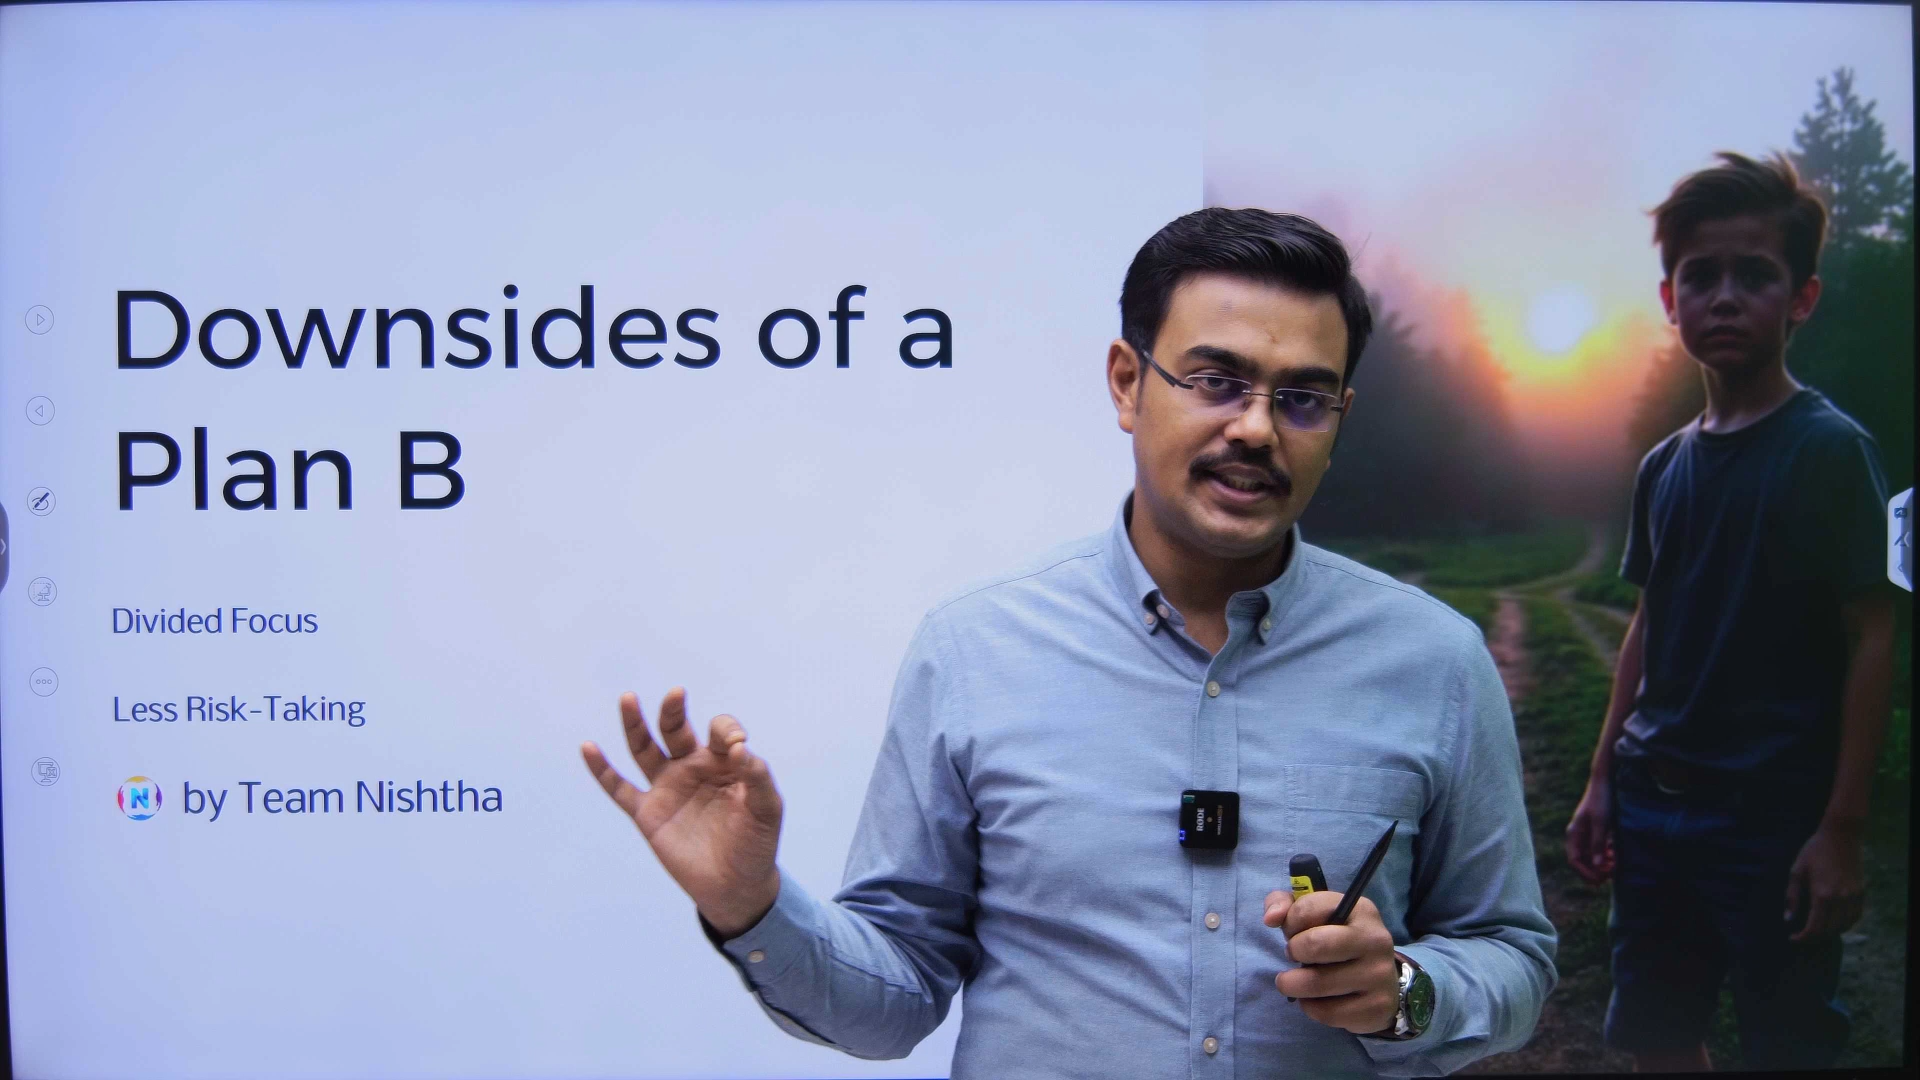 Downsides of a
Plan B
Divided Focus
Less Risk-Taking
N by Team Nishtha
RØDE